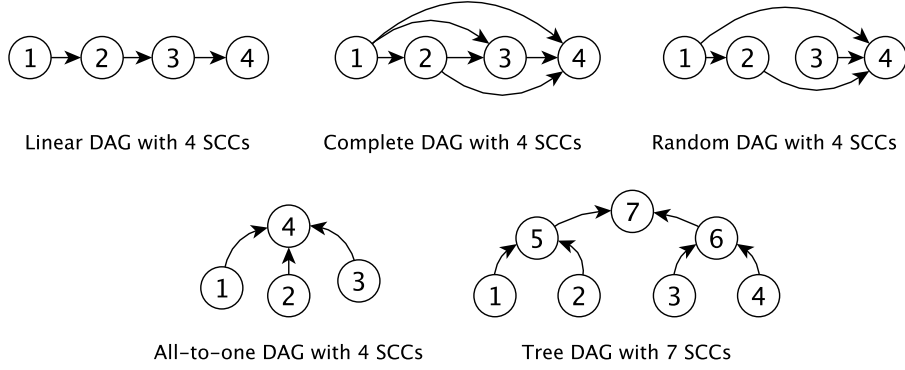 1 2 3 4
Linear DAG with 4 SCCs
1 2 3 4
Complete DAG with 4 SCCs
1 2 3 4
Random DAG with 4 SCCs
4
1 2 3
All-to-one DAG with 4 SCCs
7
5 6
1 2 3 4
Tree DAG with 7 SCCs